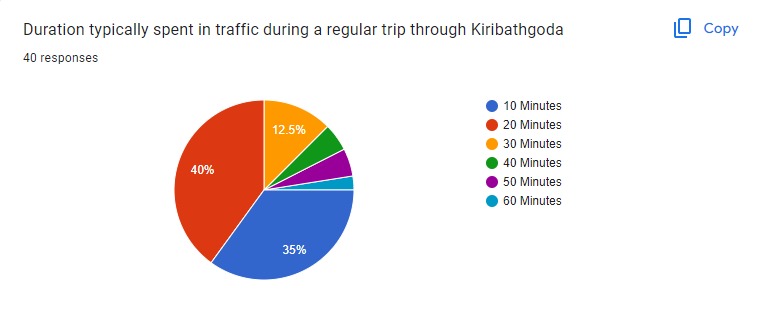 Duration typically spent in traffic during a regular trip through Kiribathgoda
Copy
40 responses
12.5%
40%
35%
10 Minutes
20 Minutes
30 Minutes
40 Minutes
50 Minutes
60 Minutes